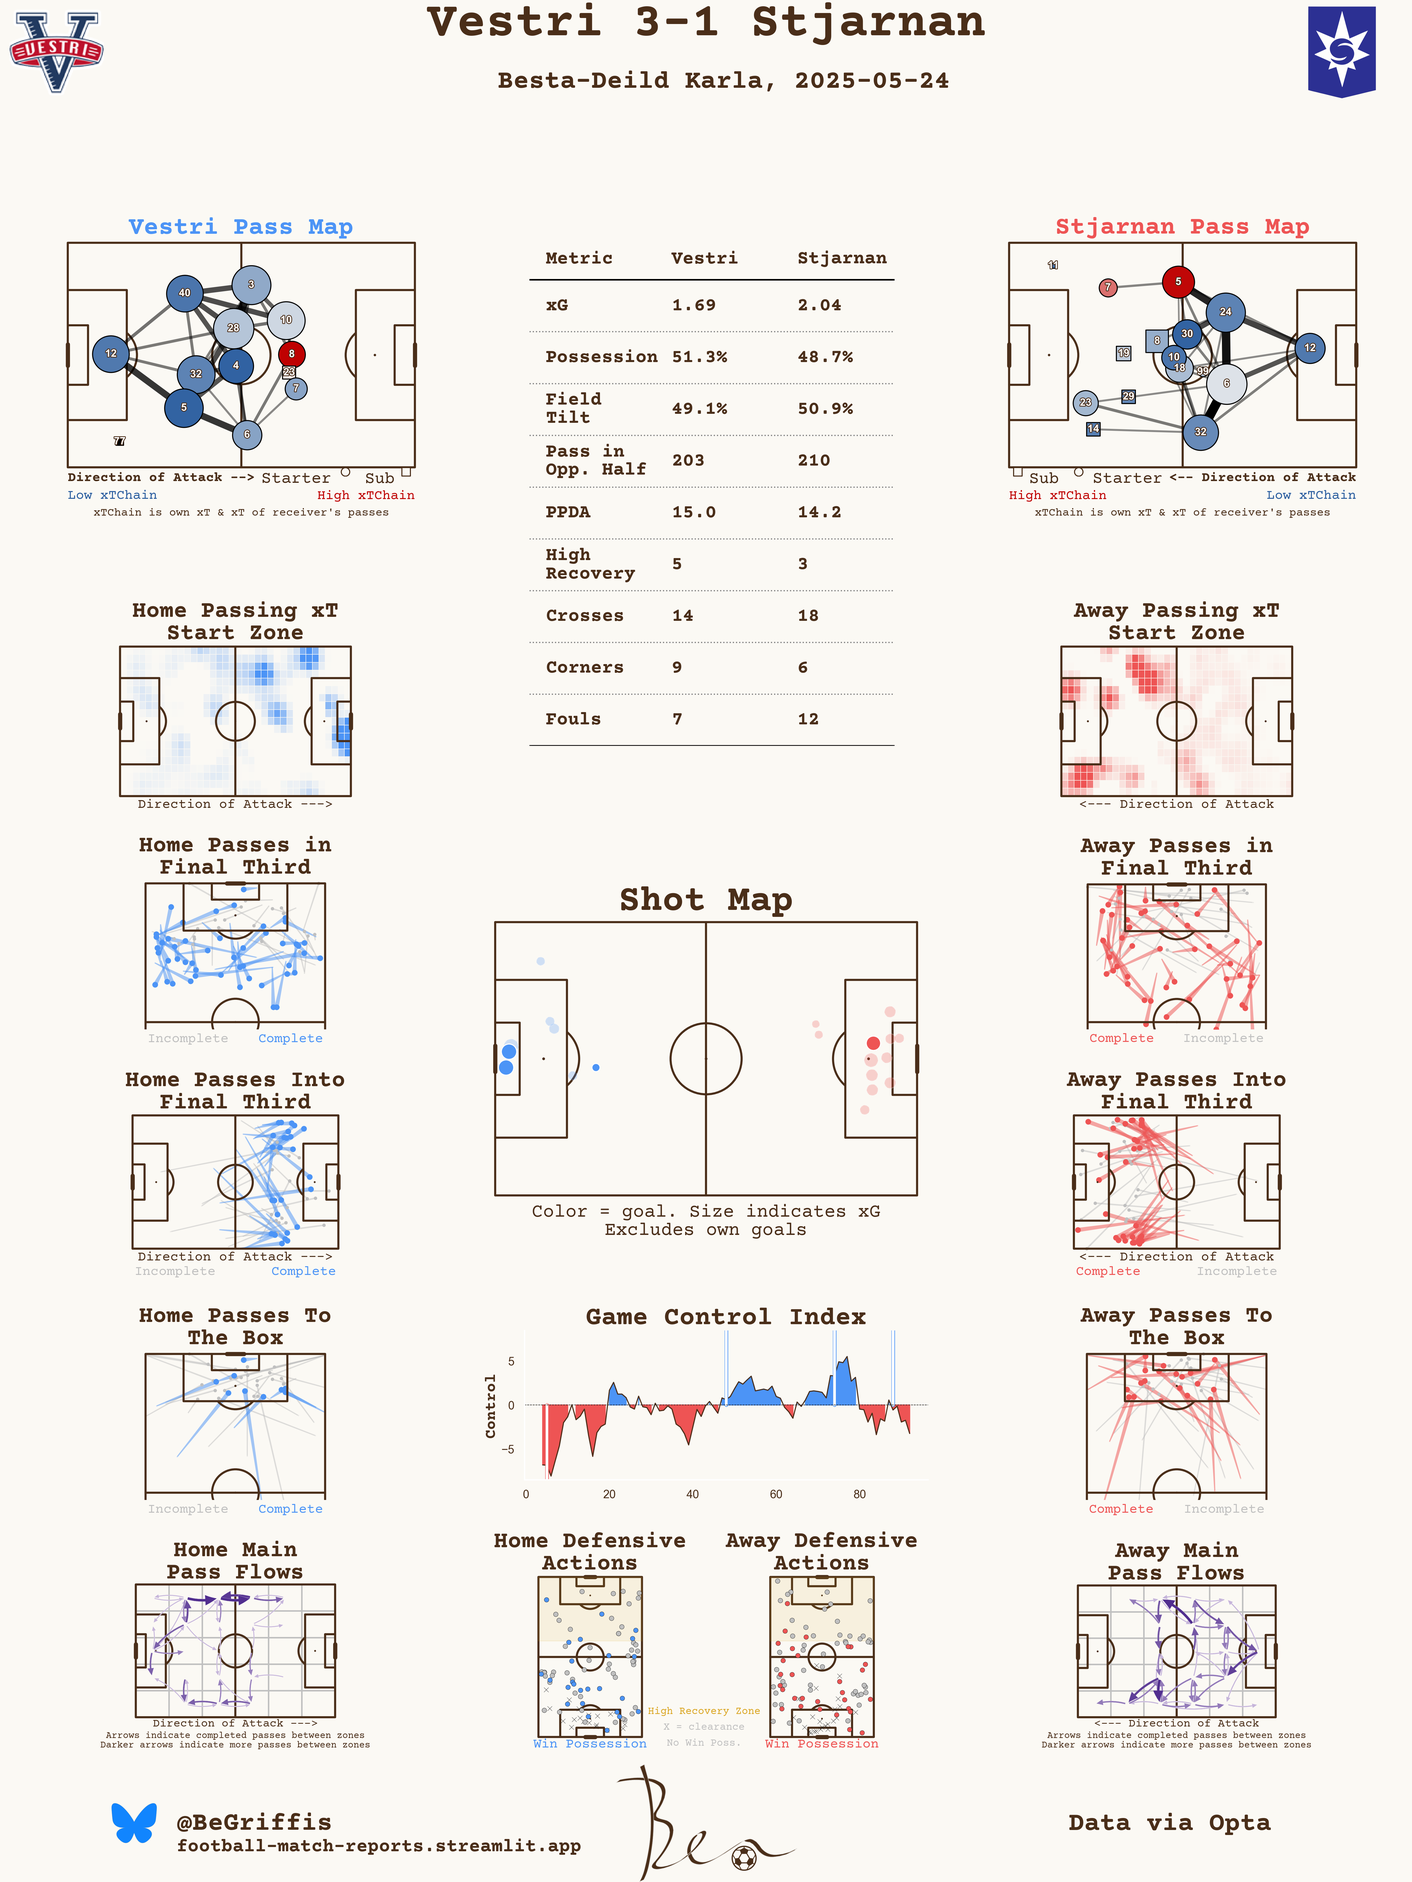 Vestri 3-1 Stjarnan
Besta-Deild Karla, 2025-05-24
VESTRI
Vestri Pass Map
40
3
28
10
12
32
4
8
23
7
5
6
77
Direction of Attack --> Starter Sub
Low xTChain High xTChain
xTChain is own xT & xT of receiver's passes
Metric Vestri Stjarnan
xG 1.69 2.04
Possession 51.3% 48.7%
Field Tilt 49.1% 50.9%
Pass in Opp. Half 203 210
PPDA 15.0 14.2
High Recovery 5 3
Crosses 14 18
Corners 9 6
Fouls 7 12
Stjarnan Pass Map
7
5
24
30
8
19
10
18
99
12
6
29
23
14
32
Sub Starter <-- Direction of Attack
High xTChain Low xTChain
xTChain is own xT & xT of receiver's passes
Home Passing xT
Start Zone
Direction of Attack --->
Away Passing xT
Start Zone
<--- Direction of Attack
Home Passes in
Final Third
Incomplete Complete
Away Passes in
Final Third
Complete Incomplete
Shot Map
Color = goal. Size indicates xG
Excludes own goals
Home Passes Into
Final Third
Direction of Attack --->
Incomplete Complete
Away Passes Into
Final Third
<--- Direction of Attack
Complete Incomplete
Home Passes To
The Box
Incomplete Complete
Game Control Index
Control
5
0
−5
0 20 40 60 80
Away Passes To
The Box
Complete Incomplete
Home Main
Pass Flows
Direction of Attack --->
Arrows indicate completed passes between zones
Darker arrows indicate more passes between zones
Home Defensive
Actions
Win Possession
High Recovery Zone
X = clearance
No Win Poss.
Away Defensive
Actions
Win Possession
Away Main
Pass Flows
<--- Direction of Attack
Arrows indicate completed passes between zones
Darker arrows indicate more passes between zones
@BeGriffis
football-match-reports.streamlit.app
Ben
Data via Opta